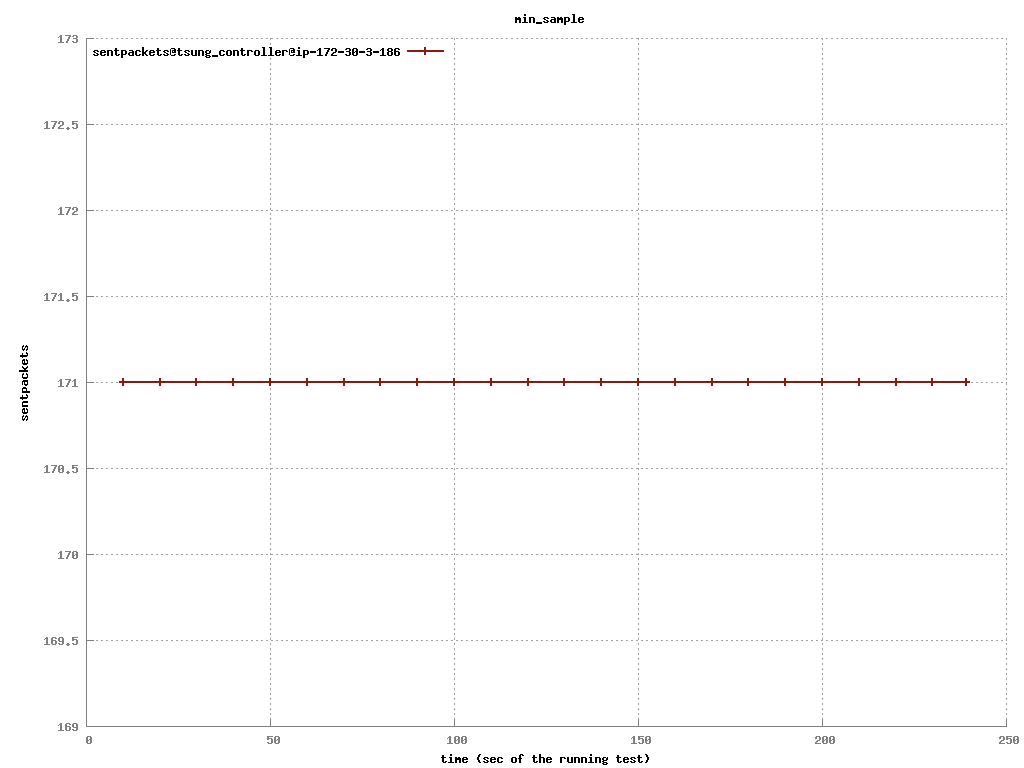 min_sample
173
sentpackets@tsung_controller@ip-172-30-3-186
172.5
172
171.5
sentpackets
171
170.5
170
169.5
169
0 50 100 150 200 250
time (sec of the running test)